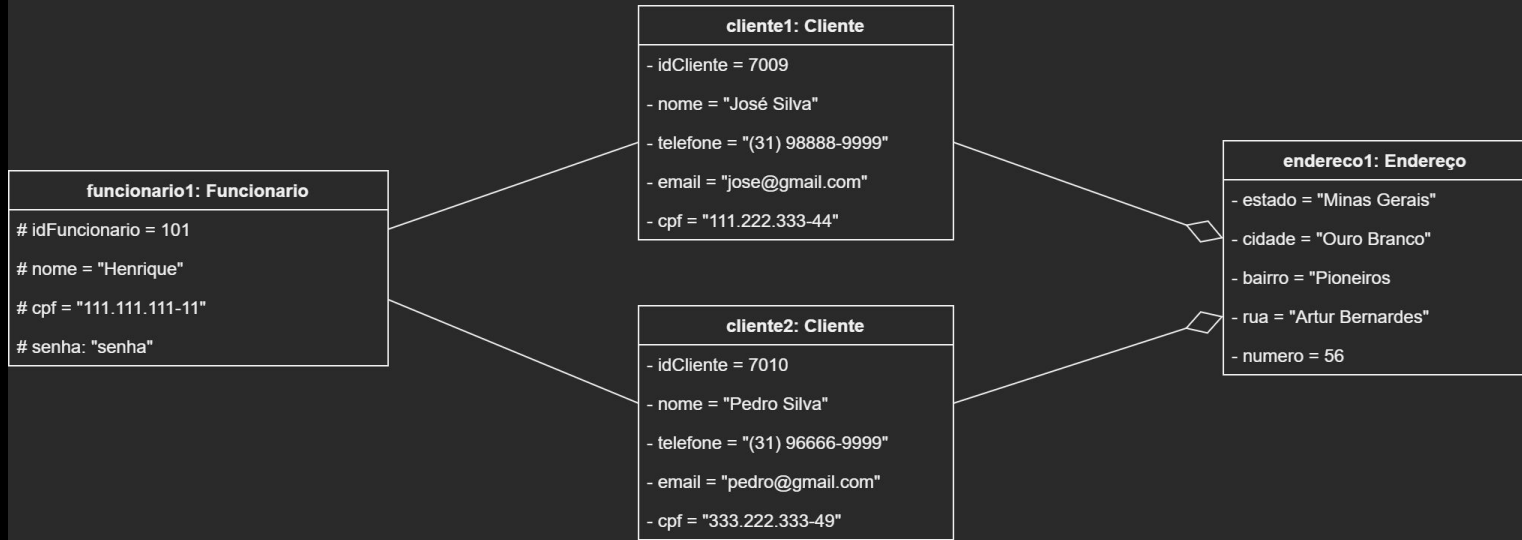 funcionario1: Funcionario
# idFuncionario = 101
# nome = "Henrique"
# cpf = "111.111.111-11"
# senha: "senha"
cliente1: Cliente
- idCliente = 7009
- nome = "José Silva"
- telefone = "(31) 98888-9999"
- email = "jose@gmail.com"
- cpf = "111.222.333-44"
cliente2: Cliente
- idCliente = 7010
- nome = "Pedro Silva"
- telefone = "(31) 96666-9999"
- email = "pedro@gmail.com"
- cpf = "333.222.333-49"
endereco1: Endereço
- estado = "Minas Gerais"
- cidade = "Ouro Branco"
- bairro = "Pioneiros
- rua = "Artur Bernardes"
- numero = 56